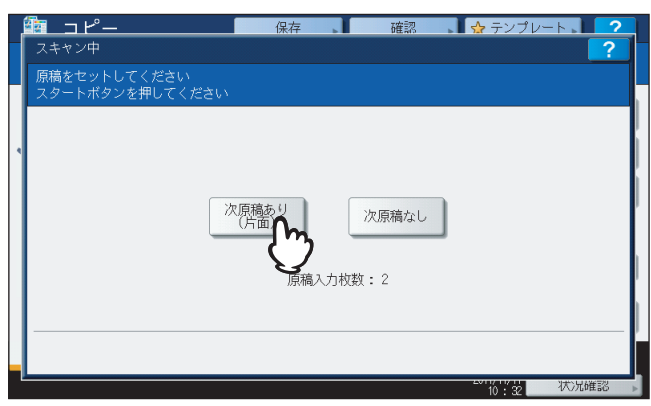 コピー
保存
確認
テンプレート
?
スキャン中
?
原稿をセットしてください
スタートボタンを押してください
次原稿あり
(片面)
次原稿なし
原稿入力枚数：2
10：32
状況確認